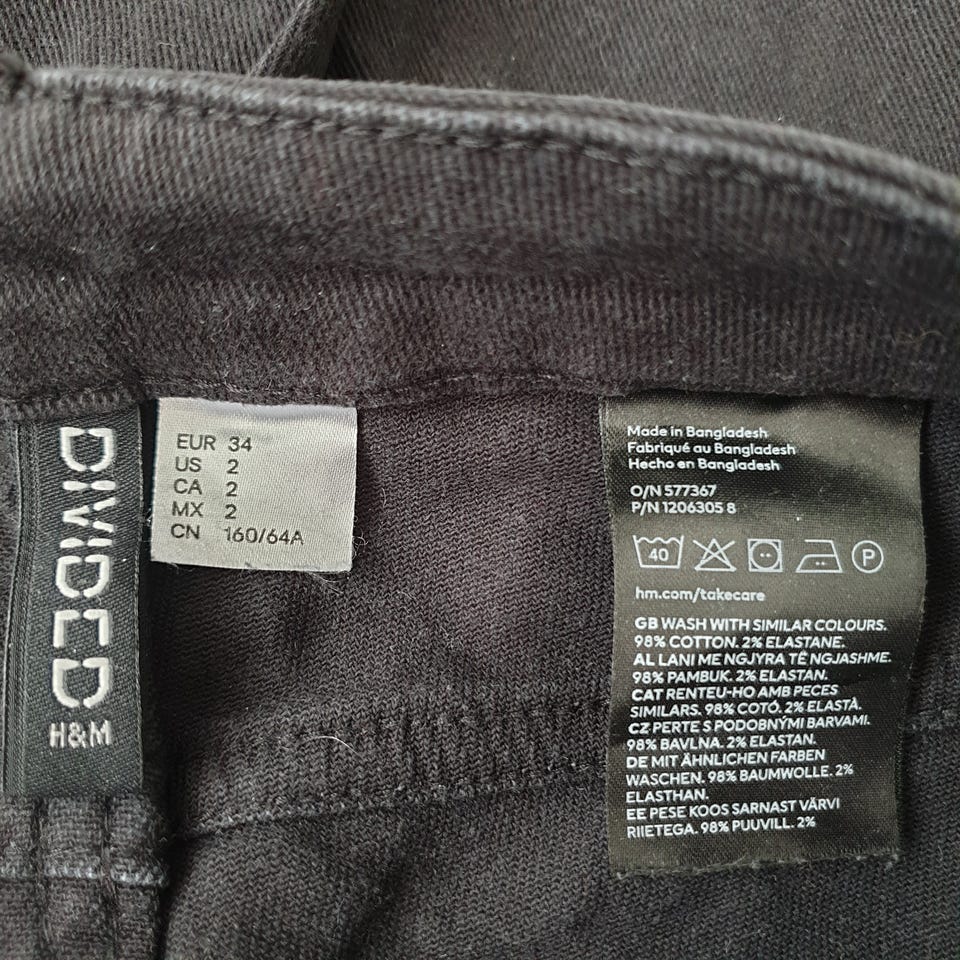 DIVIDED
H&M
EUR 34
US 2
CA 2
MX 2
CN 160/64A
Made in Bangladesh
Fabriqué au Bangladesh
Hecho en Bangladesh
O/N 577367
P/N 1206305 8
40 P
hm.com/takecare
GB WASH WITH SIMILAR COLOURS.
98% COTTON. 2% ELASTANE.
AL LANI ME NGJYRA TË NGJASHME.
98% PAMBUK. 2% ELASTAN.
CAT RENTEU-HO AMB PECES
SIMILARS. 98% COTÓ. 2% ELASTÀ.
CZ PERTE S PODOBNÝMI BARVAMI.
98% BAVLNA. 2% ELASTAN.
DE MIT ÄHNLICHEN FARBEN
WASCHEN. 98% BAUMWOLLE. 2%
ELASTHAN.
EE PESE KOOS SARNAST VÄRVI
RIIETEGA. 98% PUUVILL. 2%